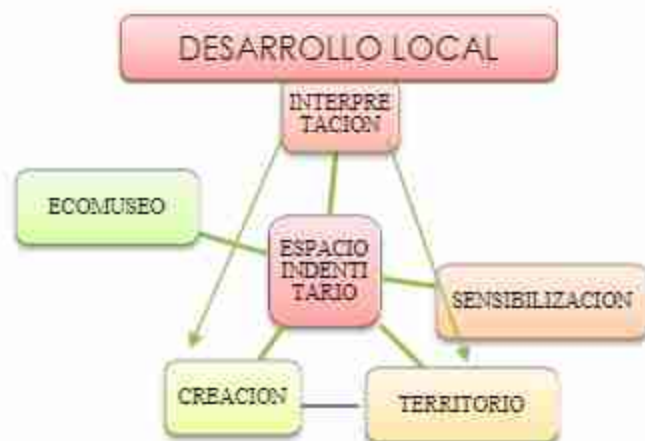 DESARROLLO LOCAL
INTERPRE
TACION
ECOMUSEO
ESPACIO
INDENTI
TARIO
SENSIBILIZACION
CREACION
TERRITORIO